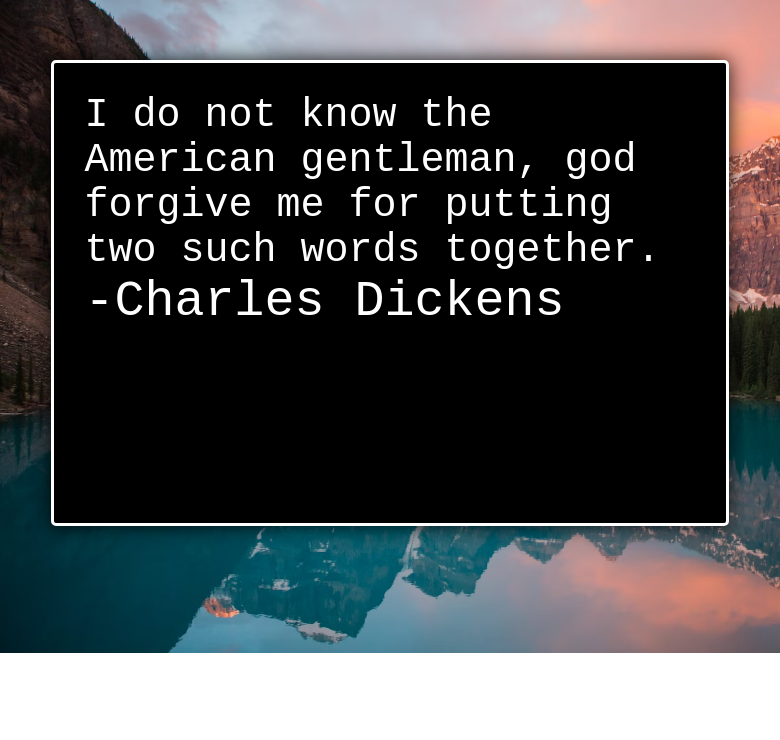 I do not know the
American gentleman, god
forgive me for putting
two such words together.
-Charles Dickens